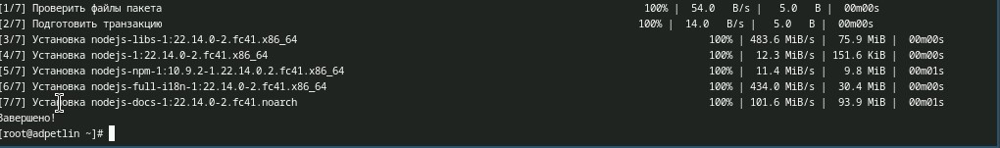 [1/7] Проверить файлы пакета 100% | 54.0 B/s | 5.0 B | 00m00s
[2/7] Подготовить транзакцию 100% | 14.0 B/s | 5.0 B | 00m00s
[3/7] Установка nodejs-libs-1:22.14.0-2.fc41.x86_64 100% | 483.6 MiB/s | 75.9 MiB | 00m00s
[4/7] Установка nodejs-1:22.14.0-2.fc41.x86_64 100% | 12.3 MiB/s | 151.6 KiB | 00m00s
[5/7] Установка nodejs-npm-1:10.9.2-1.22.14.0.2.fc41.x86_64 100% | 11.4 MiB/s | 9.8 MiB | 00m01s
[6/7] Установка nodejs-full-i18n-1:22.14.0-2.fc41.x86_64 100% | 434.0 MiB/s | 30.4 MiB | 00m00s
[7/7] Установка nodejs-docs-1:22.14.0-2.fc41.noarch 100% | 101.6 MiB/s | 93.9 MiB | 00m01s
Завершено!
[root@adpetlin ~]#